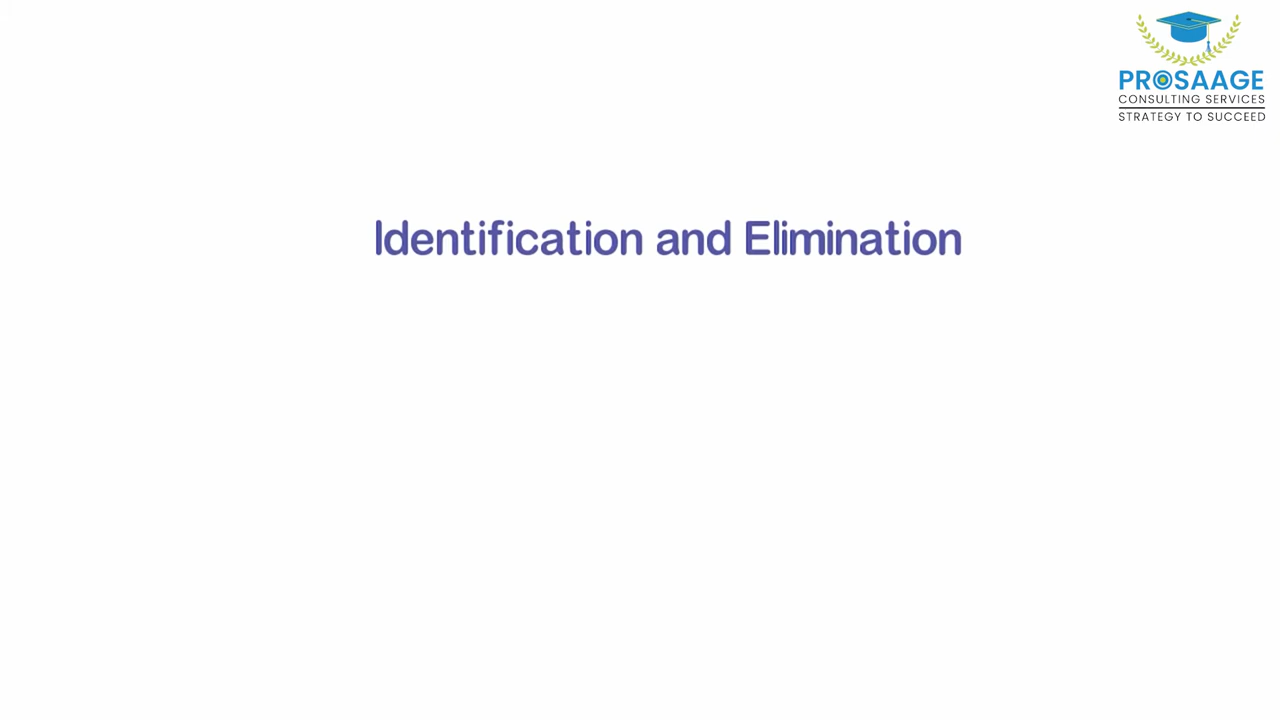 PROSAAGE
CONSULTING SERVICES
STRATEGY TO SUCCEED
Identification and Elimination